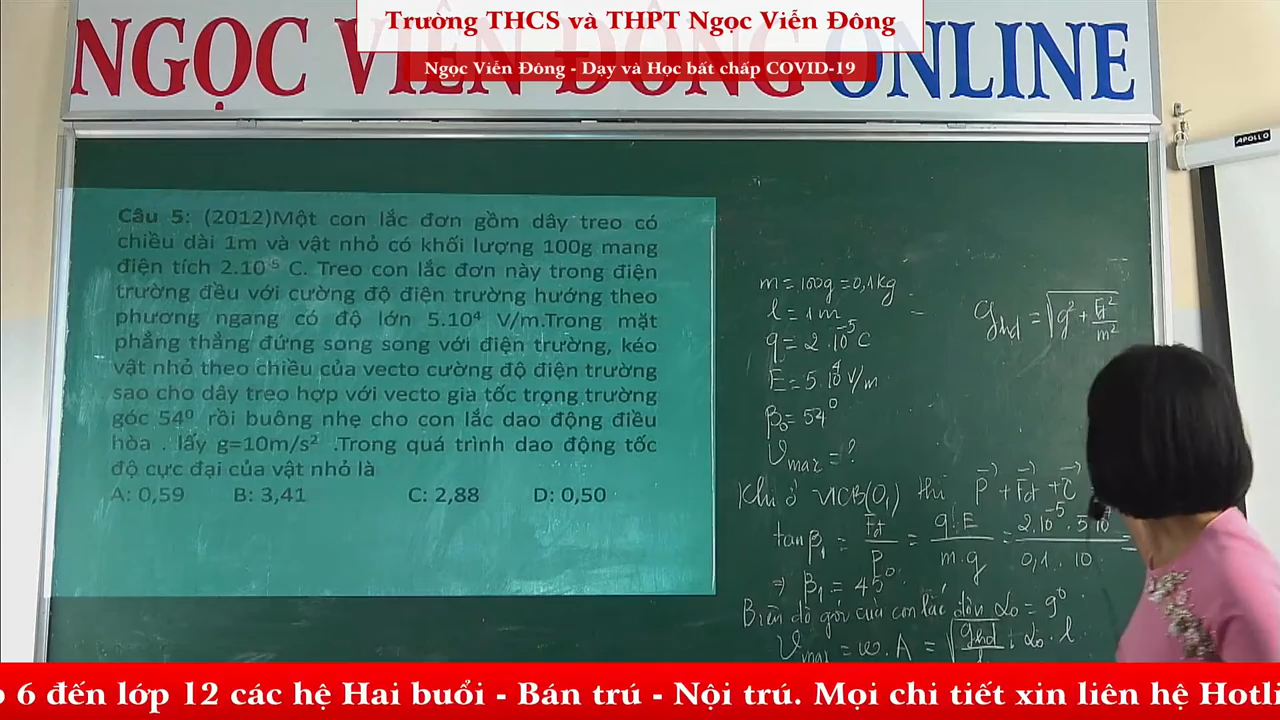 Trường THCS và THPT Ngọc Viễn Đông
NGỌC VIỄN ĐÔNG ONLINE
Ngọc Viễn Đông - Dạy và Học bất chấp COVID-19
APOLLO
Câu 5: (2012)Một con lắc đơn gồm dây treo có
chiều dài 1m và vật nhỏ có khối lượng 100g mang
điện tích 2.10⁻⁵ C. Treo con lắc đơn này trong điện
trường đều với cường độ điện trường hướng theo
phương ngang có độ lớn 5.10⁴ V/m.Trong mặt
phẳng thẳng đứng song song với điện trường, kéo
vật nhỏ theo chiều của vecto cường độ điện trường
sao cho dây treo hợp với vecto gia tốc trọng trường
góc 54⁰ rồi buông nhẹ cho con lắc dao động điều
hòa . lấy g=10m/s² .Trong quá trình dao động tốc
độ cực đại của vật nhỏ là
A: 0,59 B: 3,41 C: 2,88 D: 0,50
m = 100g = 0,1kg
l = 1m
q = 2.10⁻⁵ C
E = 5.10⁴ V/m
β₀ = 54⁰
Vmax = ?
ghd = √(g² + Fđ²/m²)
Khi ở VTCB(O₁) thì P + Fđ + T
tan β₁ = Fđ/P = q.E/m.g = 2.10⁻⁵.5.10⁴/0,1.10 =
⇒ β₁ = 45⁰
Biên độ góc của con lắc đơn α₀ = 9⁰
Vmax = ω.A = √(ghd/l) . α₀ . l
6 đến lớp 12 các hệ Hai buổi - Bán trú - Nội trú. Mọi chi tiết xin liên hệ